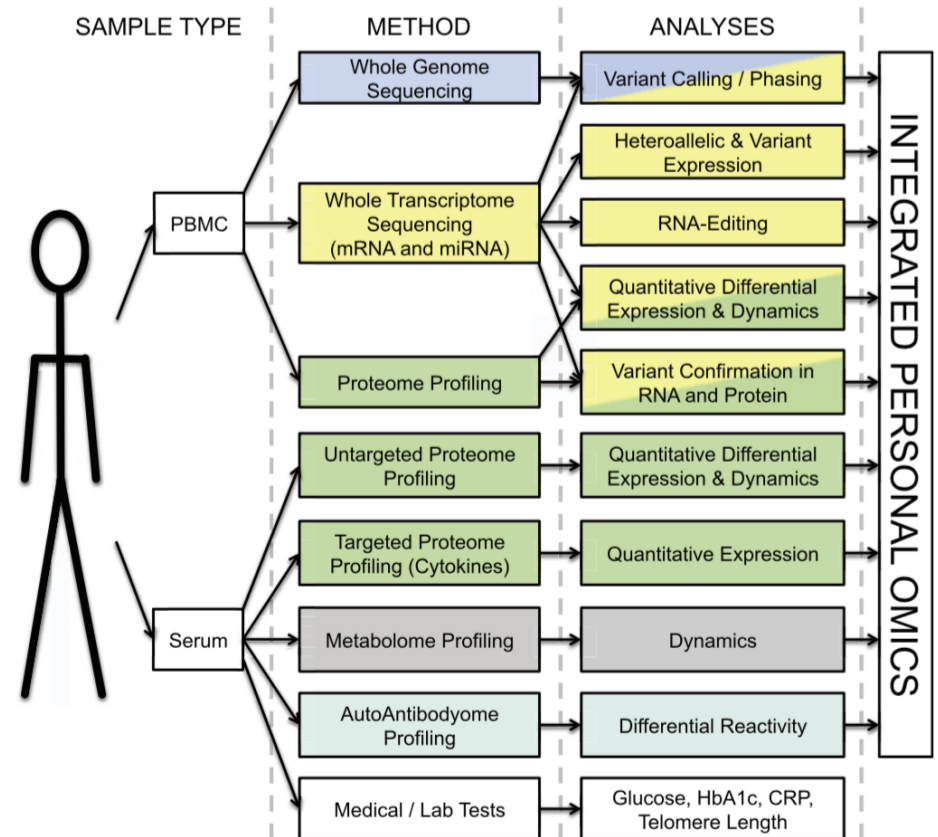 SAMPLE TYPE
METHOD
ANALYSES
PBMC
Serum
Whole Genome
Sequencing
Whole Transcriptome
Sequencing
(mRNA and miRNA)
Proteome Profiling
Untargeted Proteome
Profiling
Targeted Proteome
Profiling (Cytokines)
Metabolome Profiling
AutoAntibodyome
Profiling
Medical / Lab Tests
Variant Calling / Phasing
Heteroallelic & Variant
Expression
RNA-Editing
Quantitative Differential
Expression & Dynamics
Variant Confirmation in
RNA and Protein
Quantitative Differential
Expression & Dynamics
Quantitative Expression
Dynamics
Differential Reactivity
Glucose, HbA1c, CRP,
Telomere Length
INTEGRATED PERSONAL OMICS